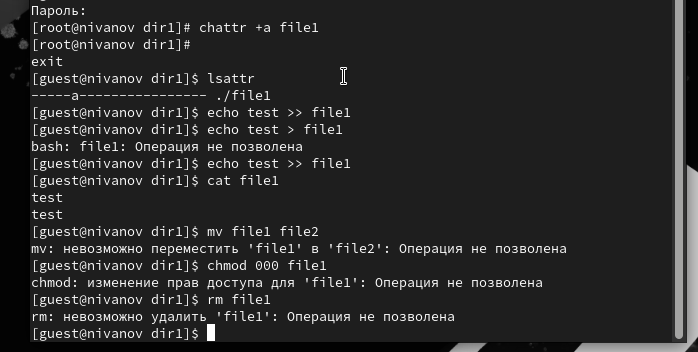 Пароль:
[root@nivanov dir1]# chattr +a file1
[root@nivanov dir1]#
exit
[guest@nivanov dir1]$ lsattr
-----a---------------- ./file1
[guest@nivanov dir1]$ echo test >> file1
[guest@nivanov dir1]$ echo test > file1
bash: file1: Операция не позволена
[guest@nivanov dir1]$ echo test >> file1
[guest@nivanov dir1]$ cat file1
test
test
[guest@nivanov dir1]$ mv file1 file2
mv: невозможно переместить 'file1' в 'file2': Операция не позволена
[guest@nivanov dir1]$ chmod 000 file1
chmod: изменение прав доступа для 'file1': Операция не позволена
[guest@nivanov dir1]$ rm file1
rm: невозможно удалить 'file1': Операция не позволена
[guest@nivanov dir1]$